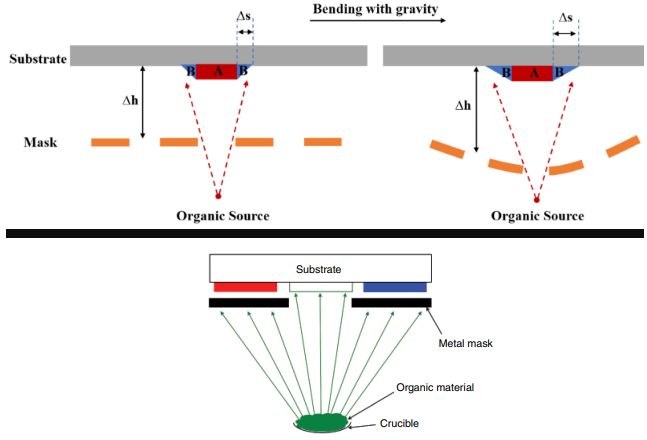 Bending with gravity
Δs
Δs
Substrate
B A B
B A B
Δh
Δh
Mask
Organic Source
Organic Source
Substrate
Metal mask
Organic material
Crucible